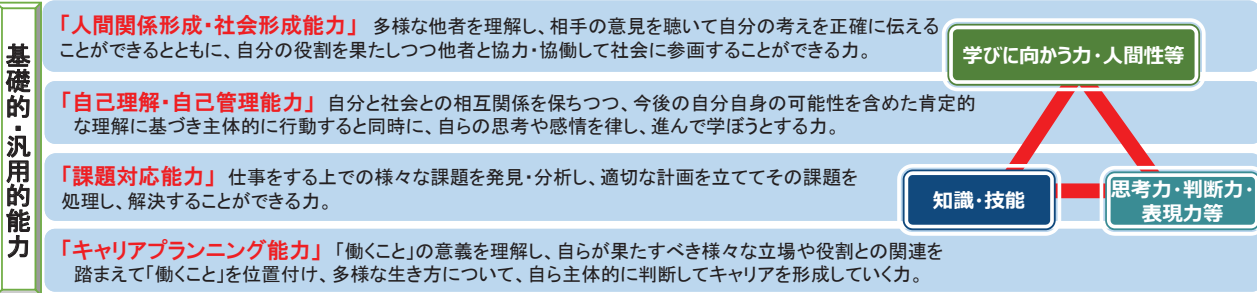 基礎的・汎用的能力
「人間関係形成・社会形成能力」 多様な他者を理解し、相手の意見を聴いて自分の考えを正確に伝える
ことができるとともに、自分の役割を果たしつつ他者と協力・協働して社会に参画することができる力。
「自己理解・自己管理能力」 自分と社会との相互関係を保ちつつ、今後の自分自身の可能性を含めた肯定的
な理解に基づき主体的に行動すると同時に、自らの思考や感情を律し、進んで学ぼうとする力。
「課題対応能力」 仕事をする上での様々な課題を発見・分析し、適切な計画を立ててその課題を
処理し、解決することができる力。
「キャリアプランニング能力」 「働くこと」の意義を理解し、自らが果たすべき様々な立場や役割との関連を
踏まえて「働くこと」を位置付け、多様な生き方について、自ら主体的に判断してキャリアを形成していく力。
学びに向かう力・人間性等
知識・技能
思考力・判断力・
表現力等